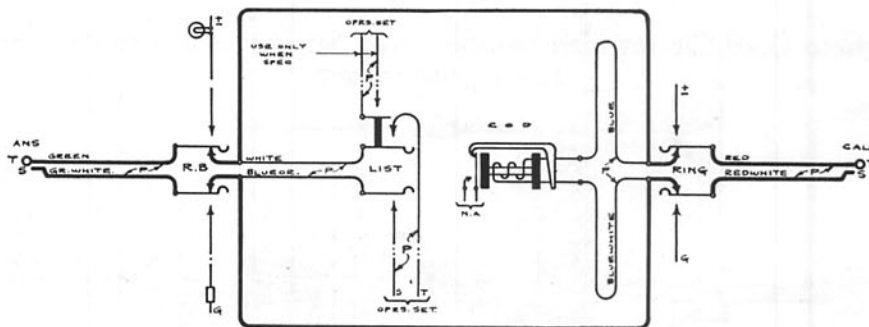 OPRS. SET
±
USE ONLY
WHEN
SPEC
P
BLUE
±
ANS
T
S
GREEN
GR. WHITE.
P
R.B
WHITE
BLUE OR.
P
LIST
N.A
P
RING
RED
RED WHITE
P
CAL
T
S
P
BLUE WHITE
G
G
S T
OPRS. SET.